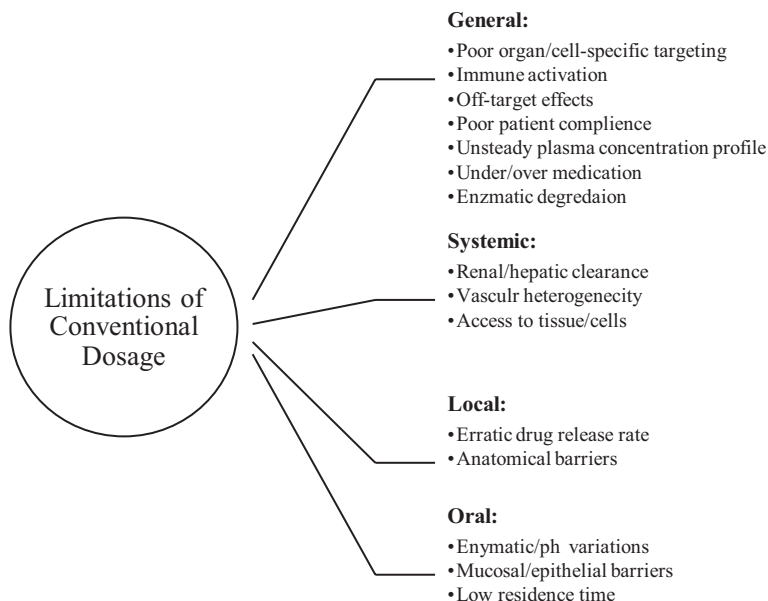 General:
•Poor organ/cell-specific targeting
•Immune activation
•Off-target effects
•Poor patient complience
•Unsteady plasma concentration profile
•Under/over medication
•Enzmatic degredaion
Systemic:
•Renal/hepatic clearance
•Vasculr heterogenecity
•Access to tissue/cells
Limitations of
Conventional
Dosage
Local:
•Erratic drug release rate
•Anatomical barriers
Oral:
•Enymatic/ph variations
•Mucosal/epithelial barriers
•Low residence time